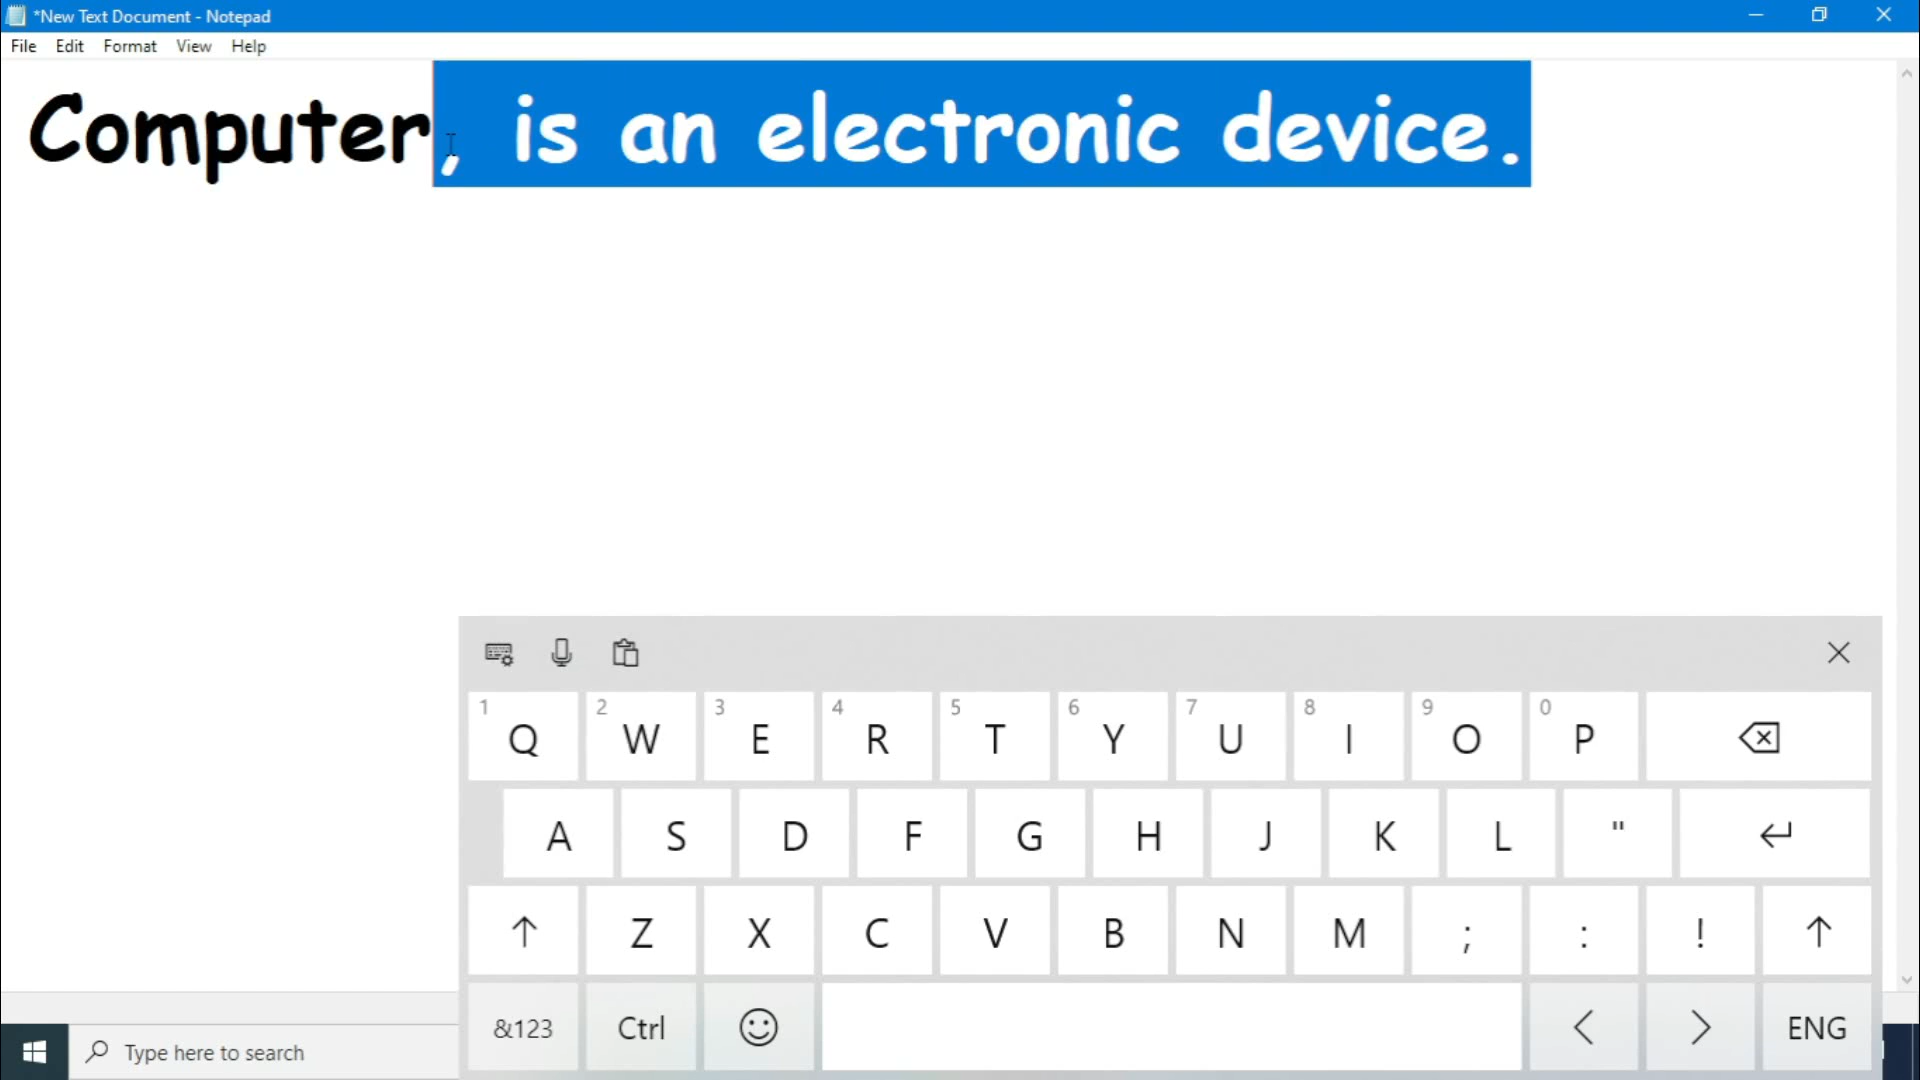 *New Text Document - Notepad
File Edit Format View Help
Computer, is an electronic device.
1 Q 2 W 3 E 4 R 5 T 6 Y 7 U 8 I 9 O 0 P
A S D F G H J K L "
Z X C V B N M ; : !
&123 Ctrl ENG
Type here to search